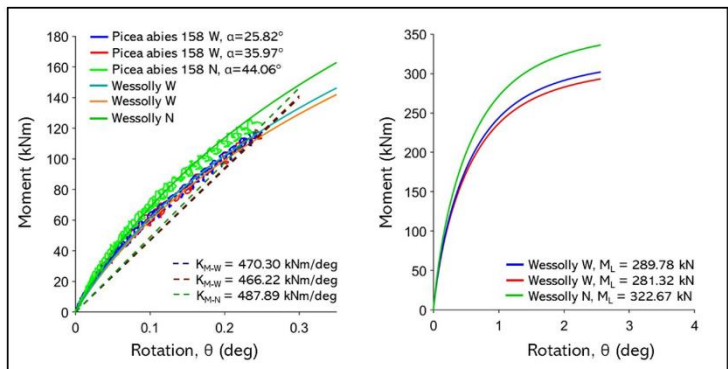 180
160
140
120
100
80
60
40
20
0
Moment (kNm)
0
0.1
0.2
0.3
Rotation, θ (deg)
Picea abies 158 W, α=25.82°
Picea abies 158 W, α=35.97°
Picea abies 158 N, α=44.06°
Wessolly W
Wessolly W
Wessolly N
K_M-W = 470.30 kNm/deg
K_M-W = 466.22 kNm/deg
K_M-N = 487.89 kNm/deg
350
300
250
200
150
100
50
0
Moment (kNm)
0
1
2
3
4
Rotation, θ (deg)
Wessolly W, M_L = 289.78 kN
Wessolly W, M_L = 281.32 kN
Wessolly N, M_L = 322.67 kN